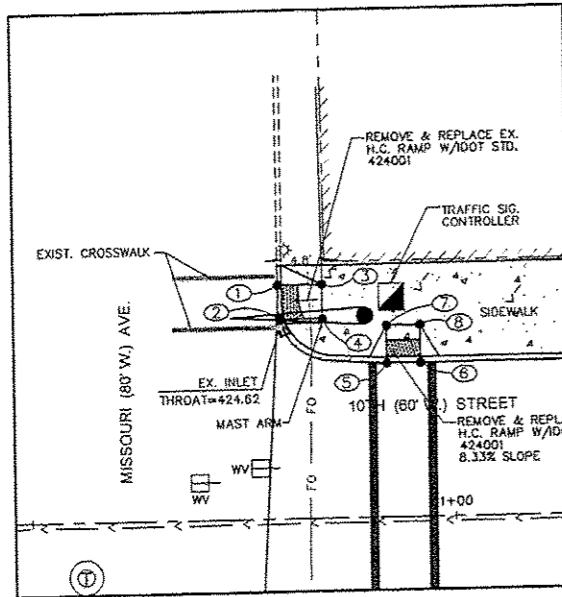 REMOVE & REPLACE EX.
H.C. RAMP W/IDOT STD.
424001
TRAFFIC SIG.
CONTROLLER
EXIST. CROSSWALK
4.8'
1
3
2
4
7
8
SIDEWALK
MISSOURI (80' W.) AVE.
EX. INLET
THROAT=424.62
5
6
MAST ARM
10TH (60' W.) STREET
REMOVE & REPL
H.C. RAMP W/ID
424001
8.33% SLOPE
FO
FO
WV
WV
1+00